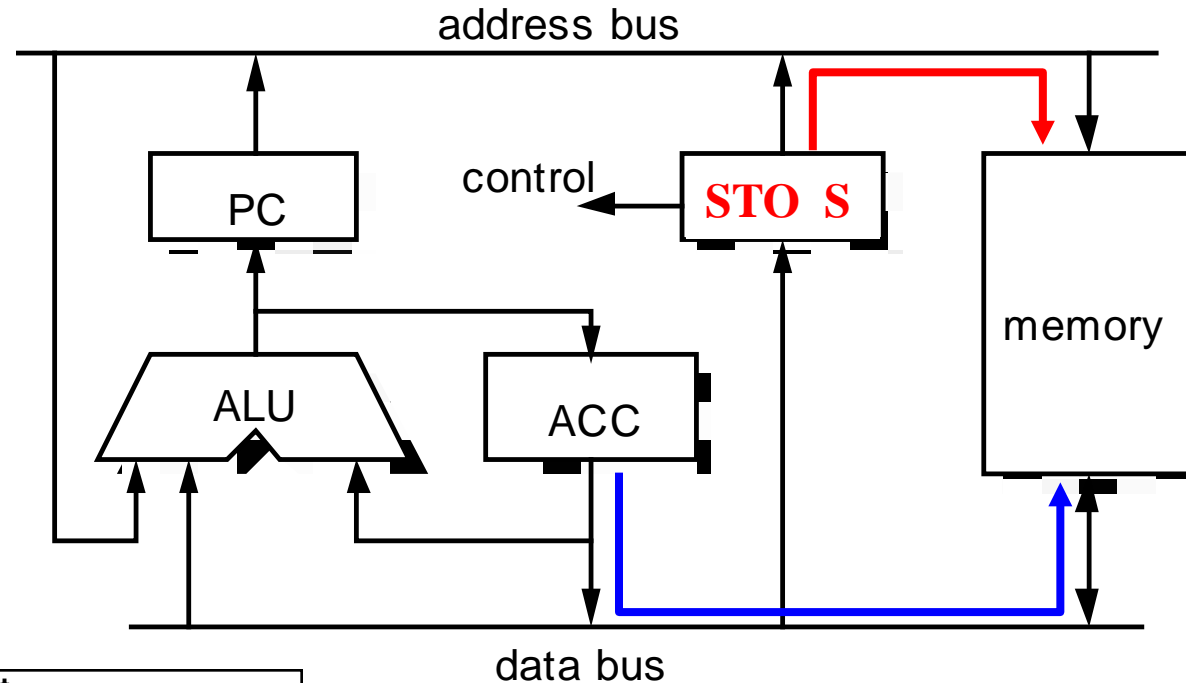 address bus
control
STO S
PC
memory
ALU
ACC
data bus